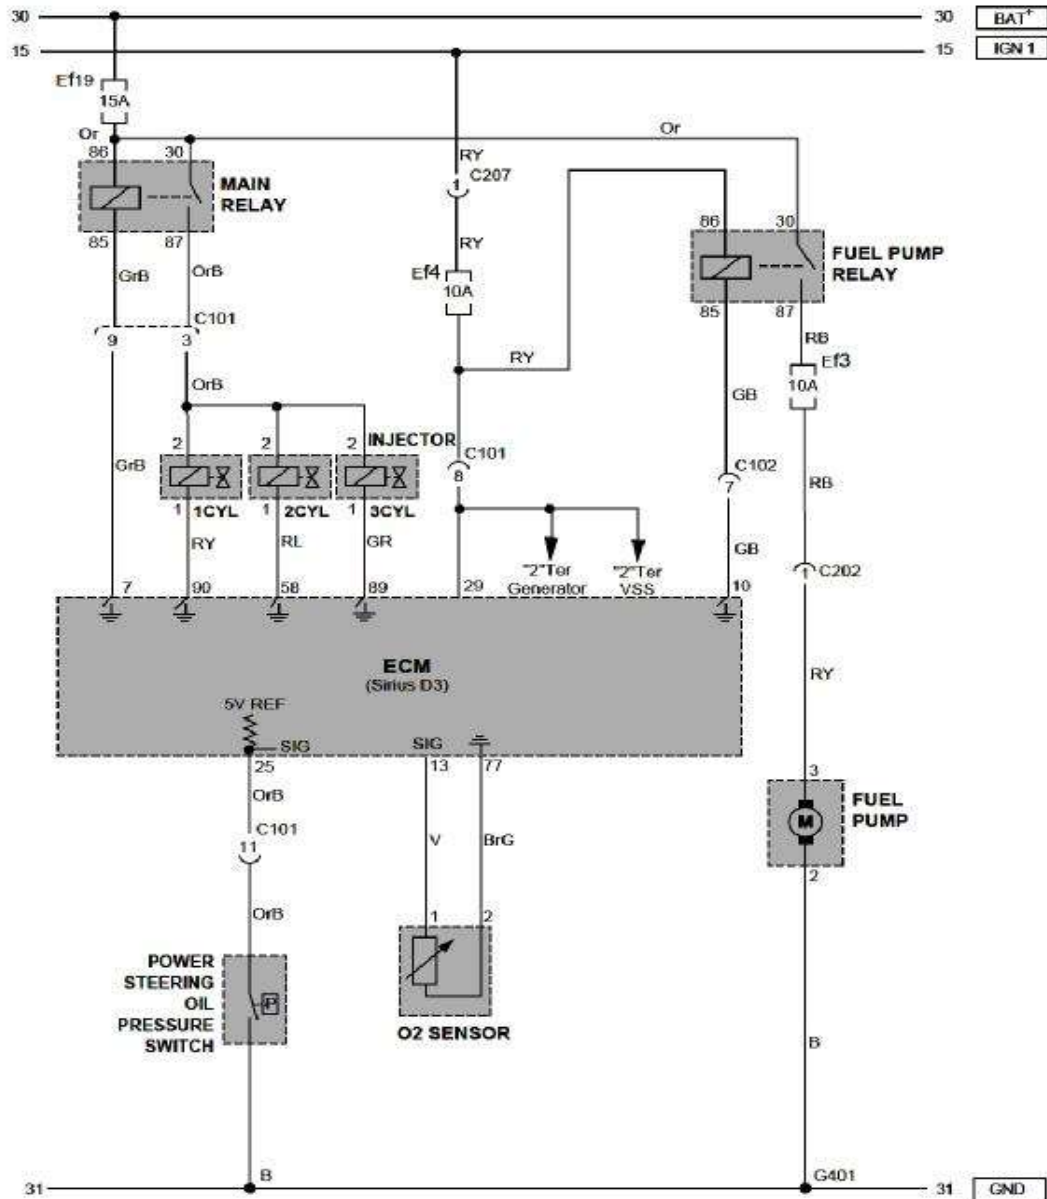 30
30
BAT+
15
15
IGN 1
Ef19
15A
Or
Or
86
30
RY
1
C207
MAIN
RELAY
85
87
RY
86
30
FUEL PUMP
RELAY
GrB
OrB
Ef4
10A
85
87
C101
9
3
RB
RY
Ef3
10A
OrB
GB
2
2
2
INJECTOR
C101
8
C102
7
GrB
RB
1
1CYL
1
2CYL
1
3CYL
RY
RL
GR
GB
"2"Ter
Generator
"2"Ter
VSS
1
C202
7
90
58
89
29
10
ECM
(Sirius D3)
RY
5V REF
SIG
SIG
25
13
77
3
OrB
FUEL
PUMP
M
C101
11
V
BrG
2
OrB
1
2
POWER
STEERING
OIL
PRESSURE
SWITCH
P
O2 SENSOR
B
B
G401
31
31
GND